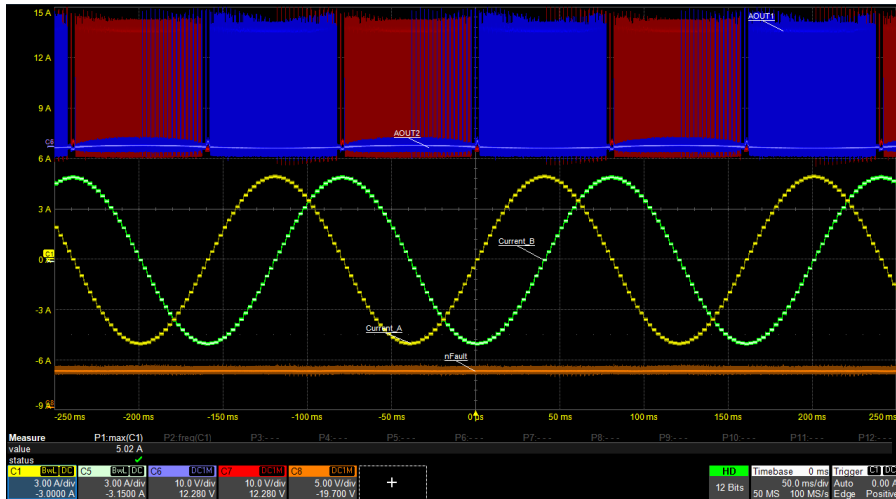 15 A
AOUT1
12 A
9 A
C6
AOUT2
6 A
3 A
Current_B
C1
0 A
-3 A
Current_A
nFault
-6 A
C8
-9 A
-250 ms -200 ms -150 ms -100 ms -50 ms 0 µs 50 ms 100 ms 150 ms 200 ms 250 ms
Measure P1:max(C1) P2:freq(C1) P3:- - - P4:- - - P5:- - - P6:- - - P7:- - - P8:- - - P9:- - - P10:- - - P11:- - - P12:- - -
value 5.02 A
status ✓
C1 BwL DC C5 BwL DC C6 DC1M C7 DC1M C8 DC1M HD Timebase 0 ms Trigger C1 DC
3.00 A/div 3.00 A/div 10.0 V/div 10.0 V/div 5.00 V/div + 12 Bits 50.0 ms/div Auto 0.00
-3.0000 A -3.1500 A 12.280 V 12.280 V -19.700 V 50 MS 100 MS/s Edge Positive